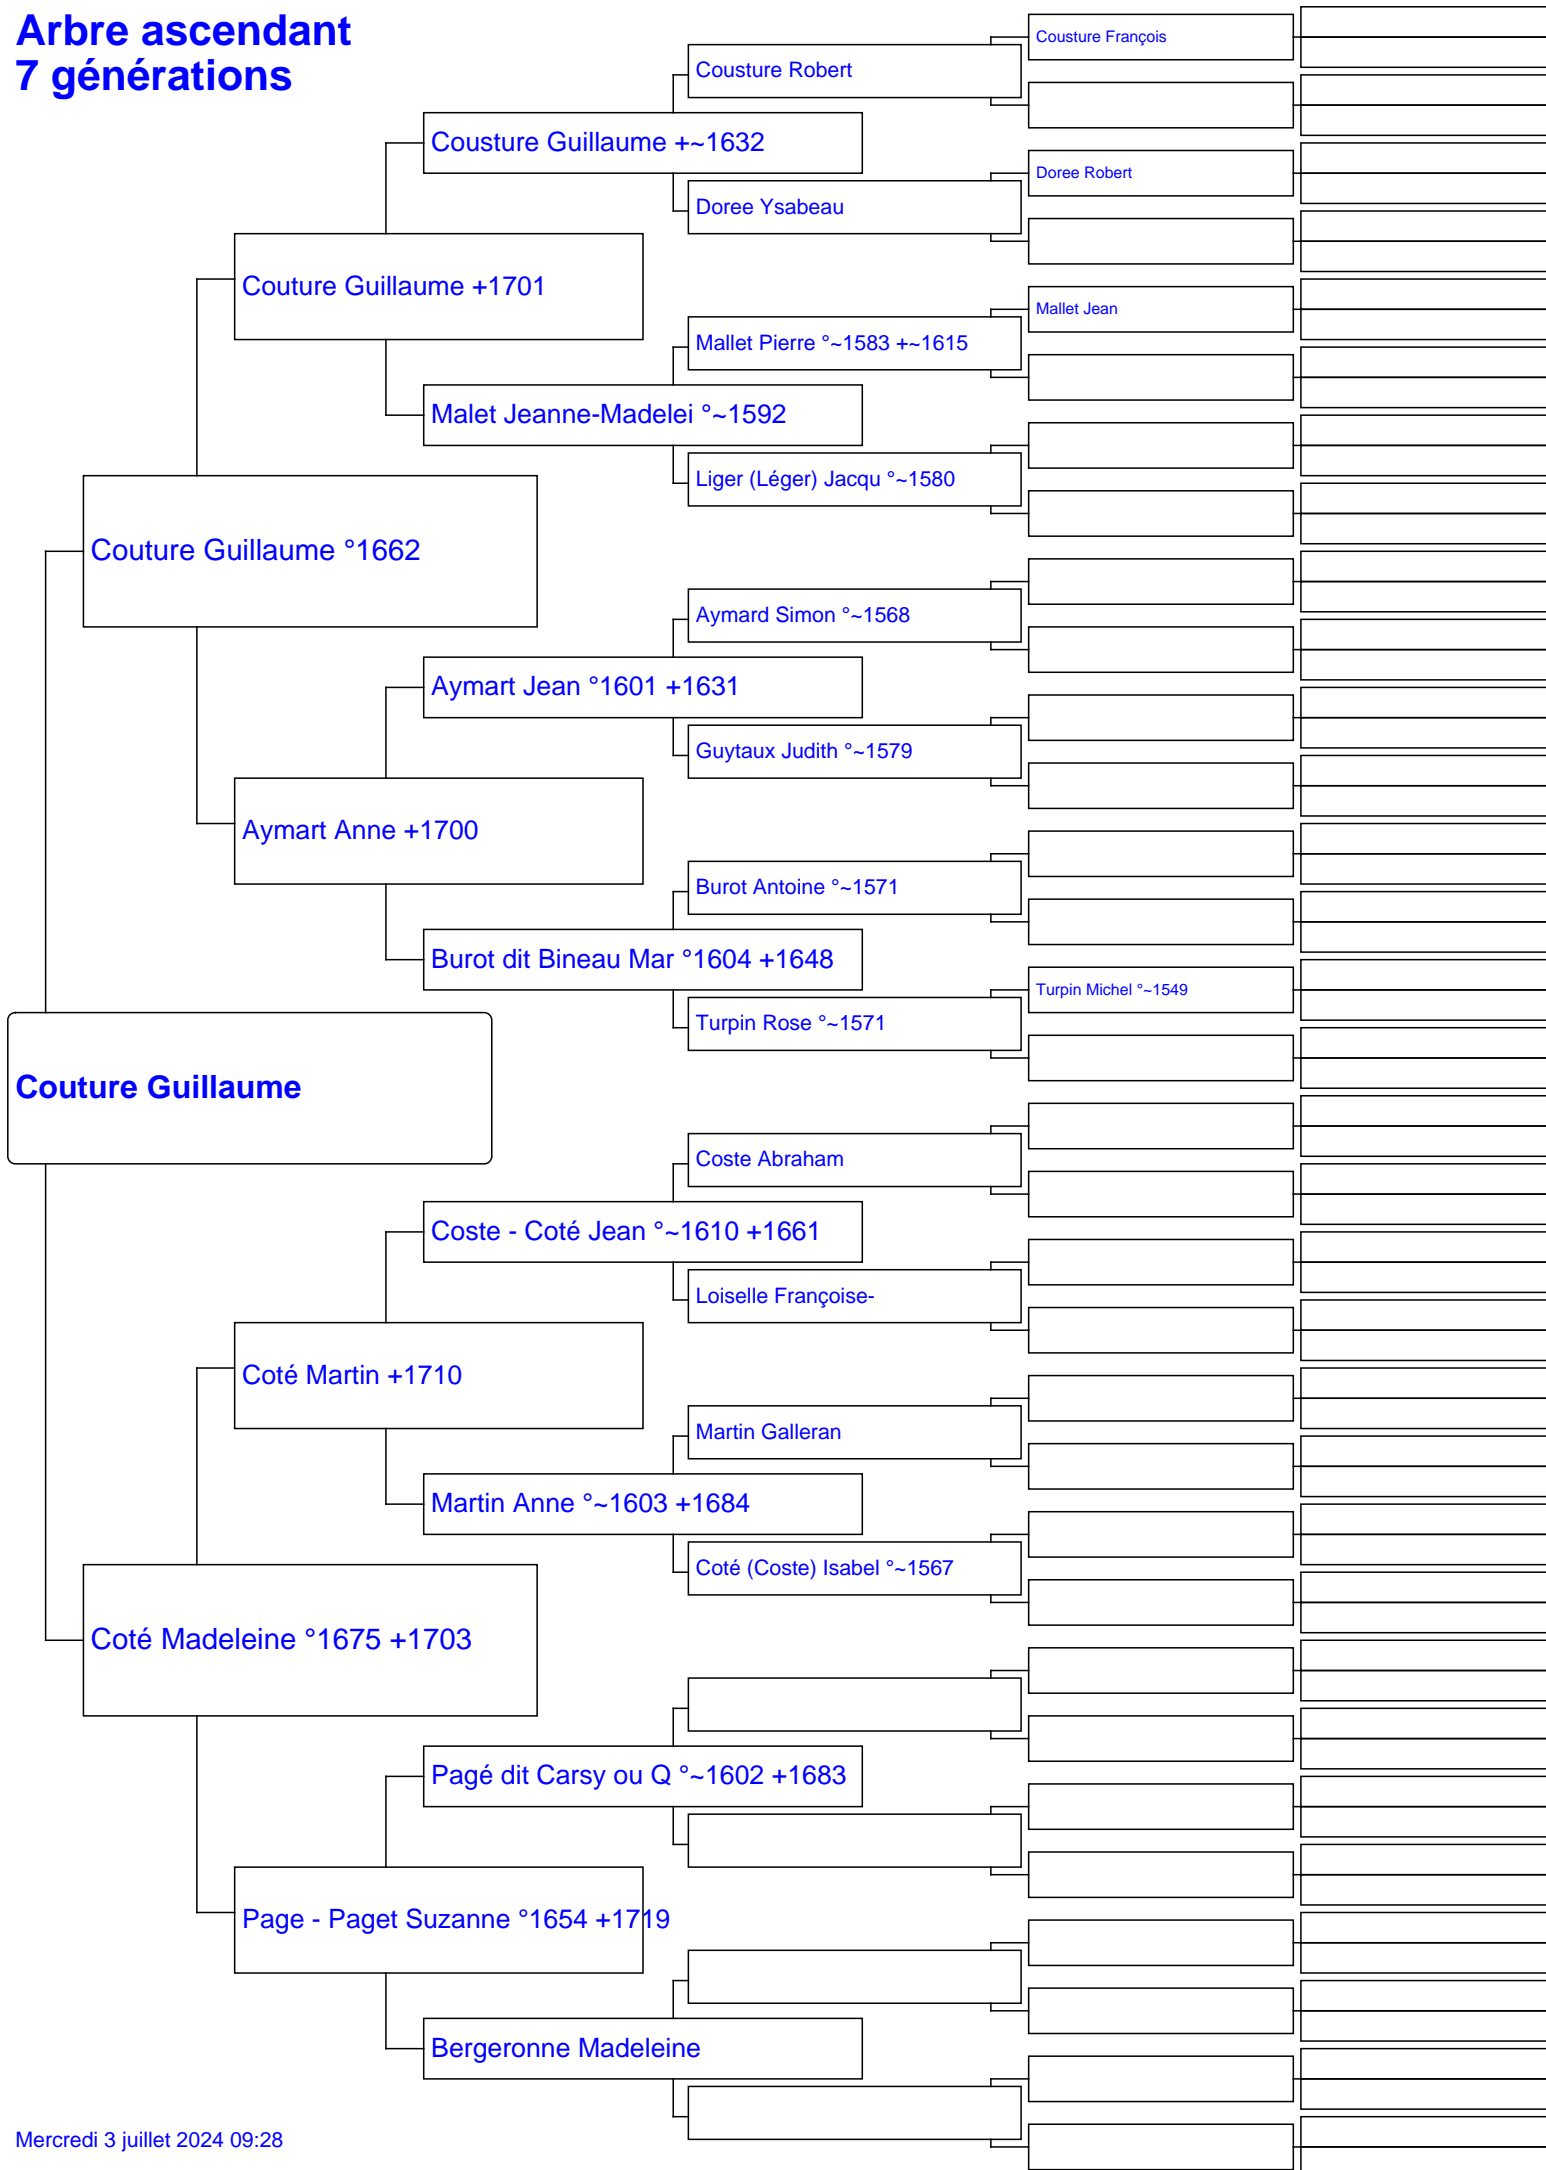 Arbre ascendant
7 générations
Cousture François
Cousture Robert
Cousture Guillaume +~1632
Doree Robert
Doree Ysabeau
Couture Guillaume +1701
Mallet Jean
Mallet Pierre °~1583 +~1615
Malet Jeanne-Madelei °~1592
Liger (Léger) Jacqu °~1580
Couture Guillaume °1662
Aymard Simon °~1568
Aymart Jean °1601 +1631
Guytaux Judith °~1579
Aymart Anne +1700
Burot Antoine °~1571
Burot dit Bineau Mar °1604 +1648
Turpin Michel °~1549
Turpin Rose °~1571
Couture Guillaume
Coste Abraham
Coste - Coté Jean °~1610 +1661
Loiselle Françoise-
Coté Martin +1710
Martin Galleran
Martin Anne °~1603 +1684
Coté (Coste) Isabel °~1567
Coté Madeleine °1675 +1703
Pagé dit Carsy ou Q °~1602 +1683
Page - Paget Suzanne °1654 +1719
Bergeronne Madeleine
Mercredi 3 juillet 2024 09:28